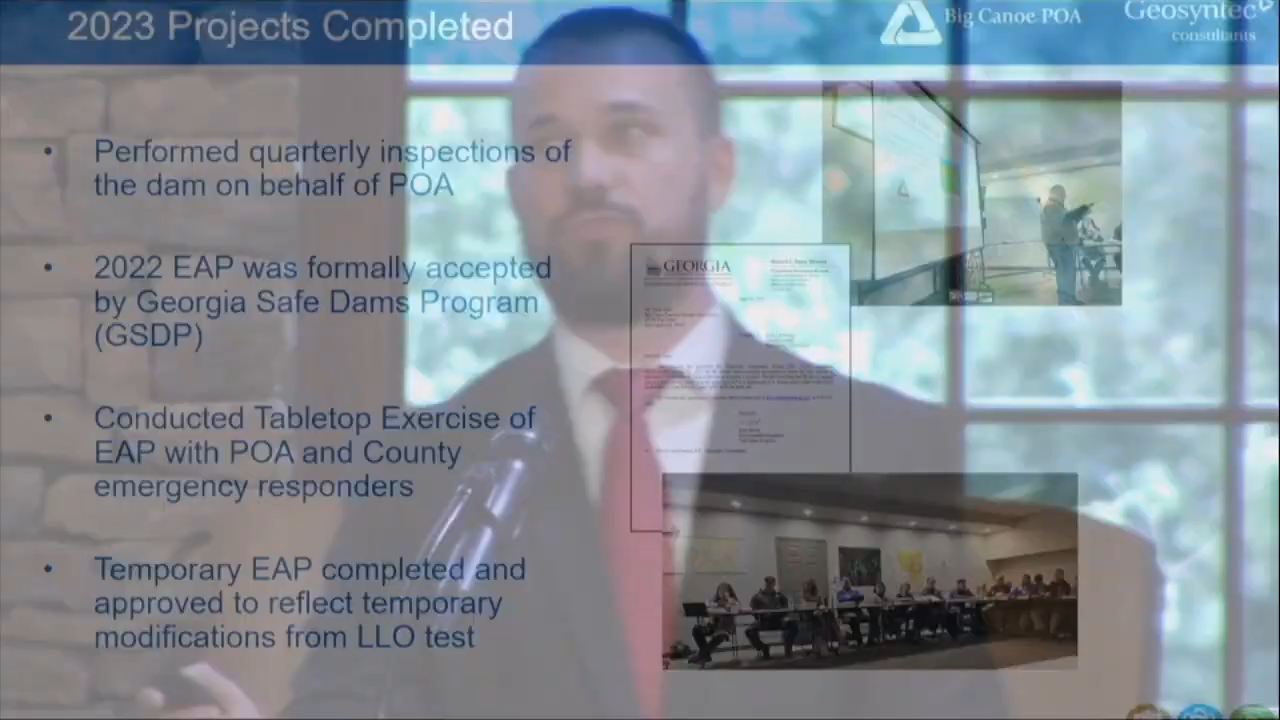 2023 Projects Completed
Big Canoe POA
Geosyntec
consultants
• Performed quarterly inspections of
the dam on behalf of POA
• 2022 EAP was formally accepted
by Georgia Safe Dams Program
(GSDP)
• Conducted Tabletop Exercise of
EAP with POA and County
emergency responders
• Temporary EAP completed and
approved to reflect temporary
modifications from LLO test
GEORGIA